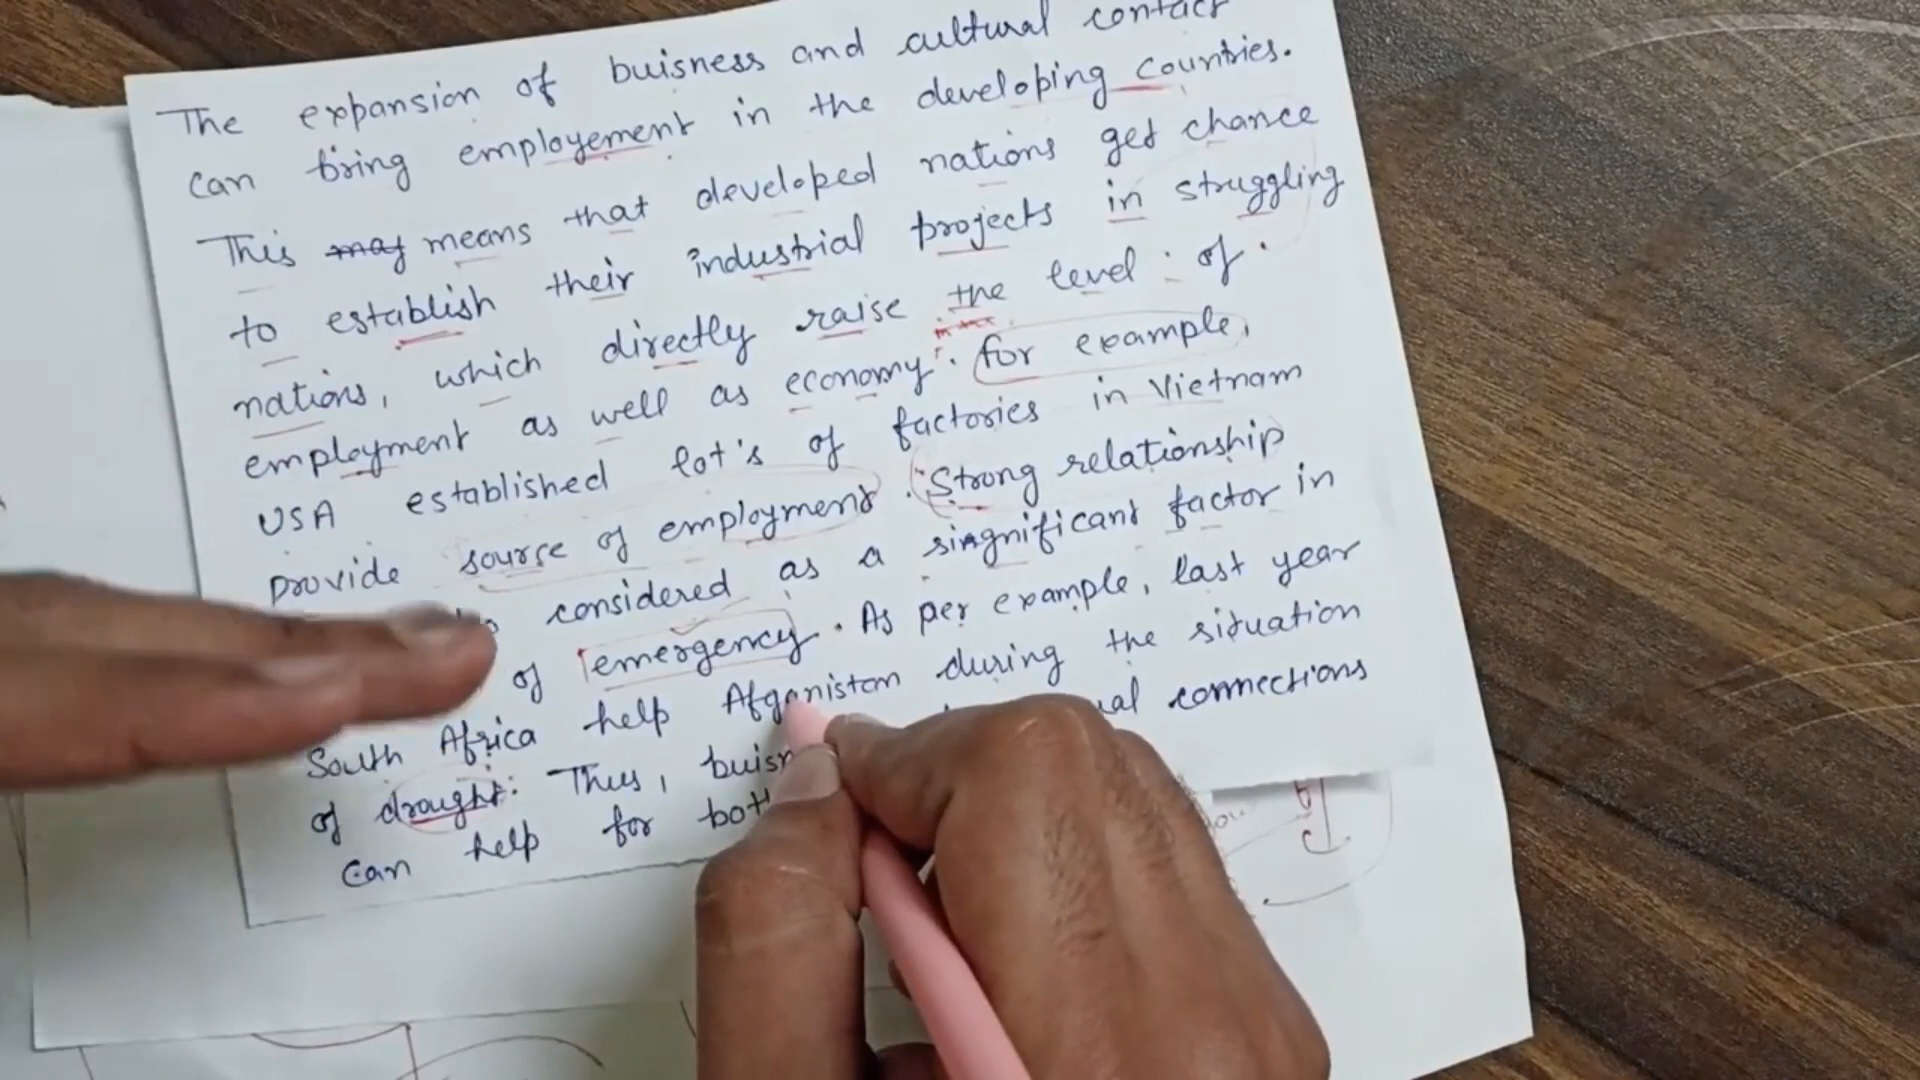 The expansion of buisness and cultural contact
can bring employement in the developing countries.
This may means that developed nations get chance
to establish their industrial projects in struggling
nations, which directly raise the level of
employment as well as economy. for example,
USA established lot's of factories in Vietnam
provide sourse of employment. Strong relationship
considered as a singnificant factor in
of emergency. As per example, last year
South Africa help Afganistan during the situation
of draught. Thus, connections
can help for